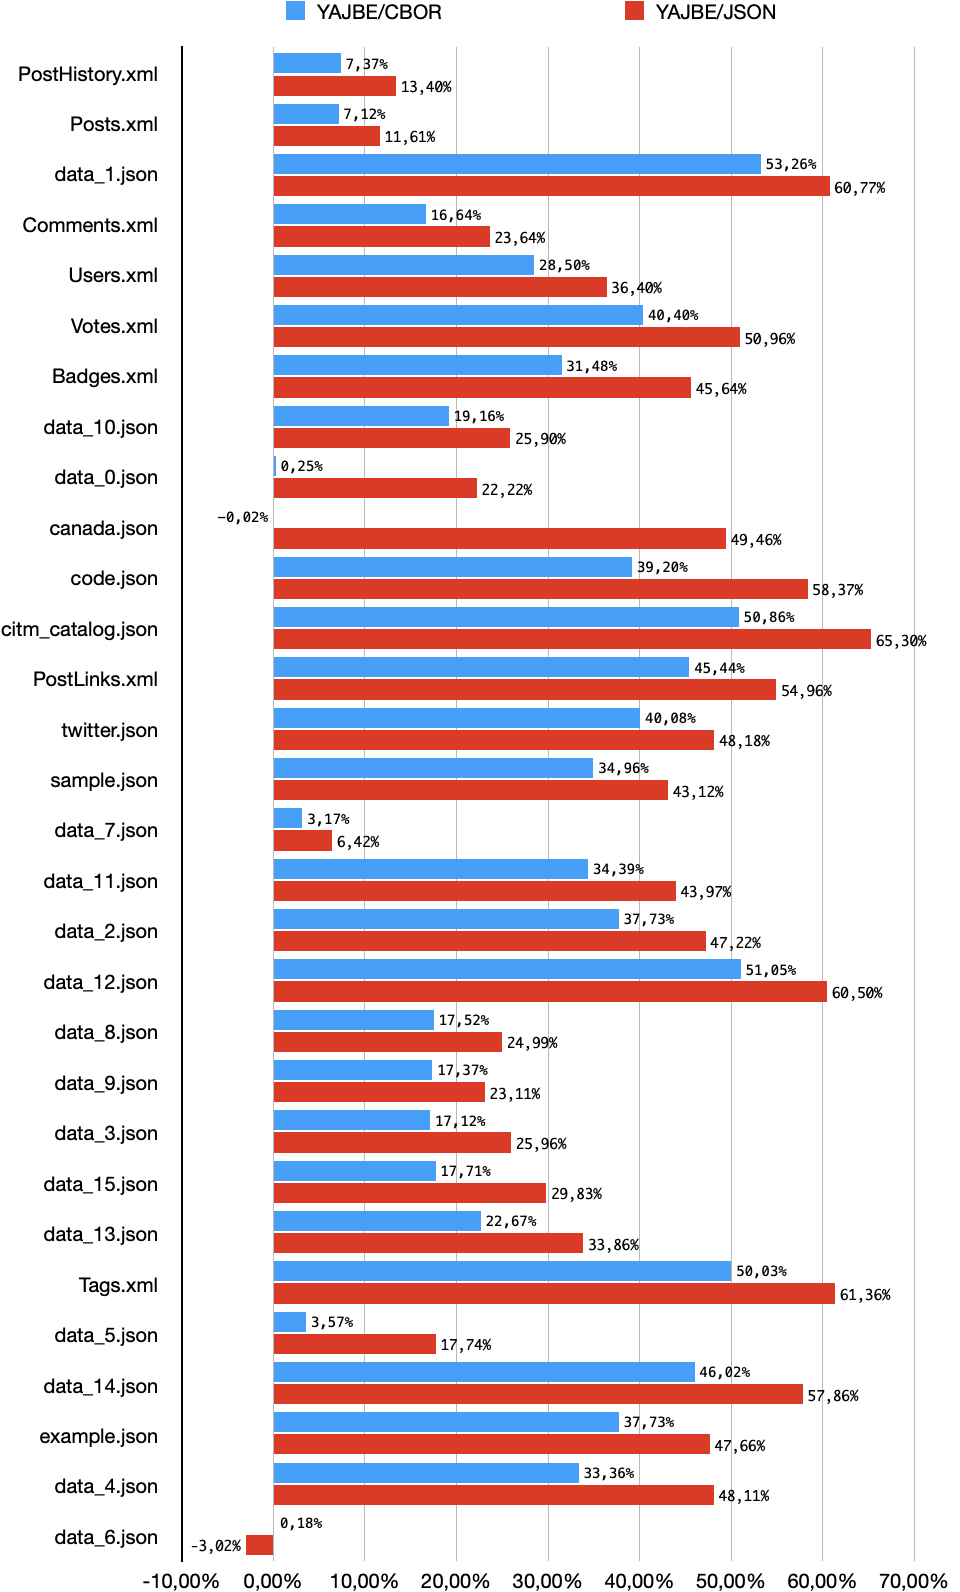 YAJBE/CBOR YAJBE/JSON
PostHistory.xml 7,37%
13,40%
Posts.xml 7,12%
11,61%
data_1.json 53,26%
60,77%
Comments.xml 16,64%
23,64%
Users.xml 28,50%
36,40%
Votes.xml 40,40%
50,96%
Badges.xml 31,48%
45,64%
data_10.json 19,16%
25,90%
data_0.json 0,25%
22,22%
canada.json -0,02%
49,46%
code.json 39,20%
58,37%
citm_catalog.json 50,86%
65,30%
PostLinks.xml 45,44%
54,96%
twitter.json 40,08%
48,18%
sample.json 34,96%
43,12%
data_7.json 3,17%
6,42%
data_11.json 34,39%
43,97%
data_2.json 37,73%
47,22%
data_12.json 51,05%
60,50%
data_8.json 17,52%
24,99%
data_9.json 17,37%
23,11%
data_3.json 17,12%
25,96%
data_15.json 17,71%
29,83%
data_13.json 22,67%
33,86%
Tags.xml 50,03%
61,36%
data_5.json 3,57%
17,74%
data_14.json 46,02%
57,86%
example.json 37,73%
47,66%
data_4.json 33,36%
48,11%
data_6.json 0,18%
-3,02%
-10,00% 0,00% 10,00% 20,00% 30,00% 40,00% 50,00% 60,00% 70,00%